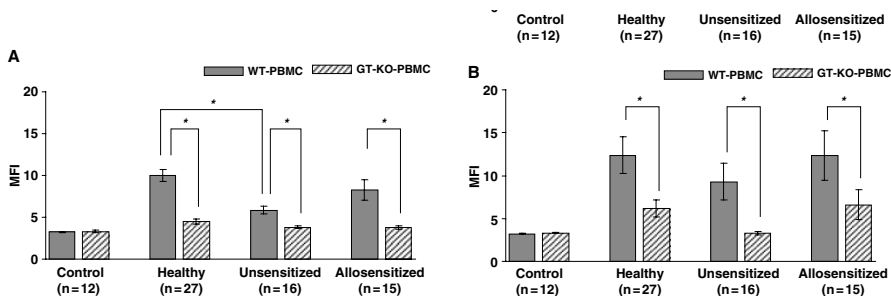 Control Healthy Unsensitized Allosensitized
(n=12) (n=27) (n=16) (n=15)
A
WT-PBMC GT-KO-PBMC
20
15
10
5
0
MFI
* * * *
Control Healthy Unsensitized Allosensitized
(n=12) (n=27) (n=16) (n=15)
B
WT-PBMC GT-KO-PBMC
20
15
10
5
0
MFI
* * *
Control Healthy Unsensitized Allosensitized
(n=12) (n=27) (n=16) (n=15)